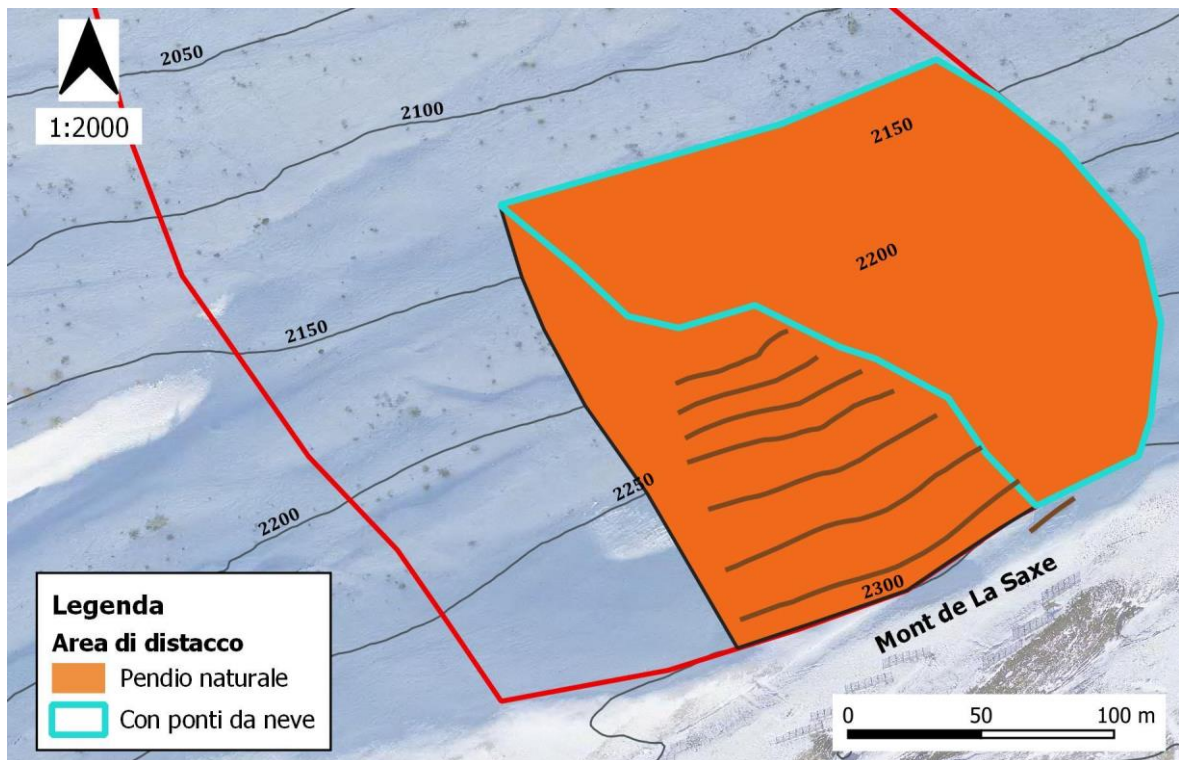 2050
2100
1:2000
2150
2200
2150
2250
2200
2300
Mont de La Saxe
Legenda
Area di distacco
Pendio naturale
Con ponti da neve
0 50 100 m